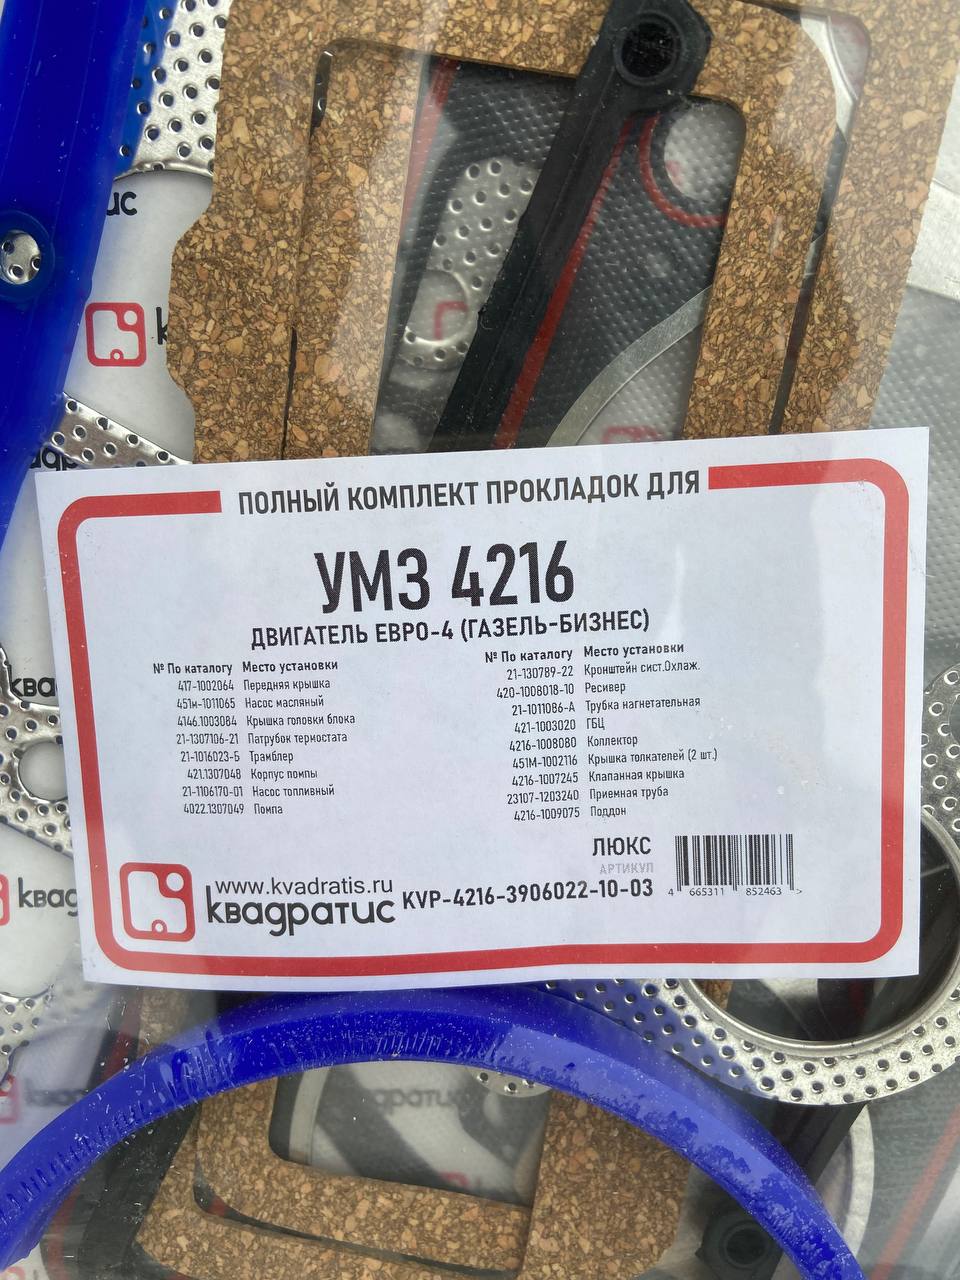 ПОЛНЫЙ КОМПЛЕКТ ПРОКЛАДОК ДЛЯ
УМЗ 4216
ДВИГАТЕЛЬ ЕВРО-4 (ГАЗЕЛЬ-БИЗНЕС)
№ По каталогу Место установки
417-1002064 Передняя крышка
451м-1011065 Насос масляный
4146.1003084 Крышка головки блока
21-1307106-21 Патрубок термостата
21-1016023-Б Трамблер
421.1307048 Корпус помпы
21-1106170-01 Насос топливный
4022.1307049 Помпа
№ По каталогу Место установки
21-130789-22 Кронштейн сист.Охлаж.
420-1008018-10 Ресивер
21-1011086-А Трубка нагнетательная
421-1003020 ГБЦ
4216-1008080 Коллектор
451М-1002116 Крышка толкателей (2 шт.)
4216-1007245 Клапанная крышка
23107-1203240 Приемная труба
4216-1009075 Поддон
ЛЮКС
АРТИКУЛ
KVP-4216-3906022-10-03
4 665311 852463 >
www.kvadratis.ru
квадратис